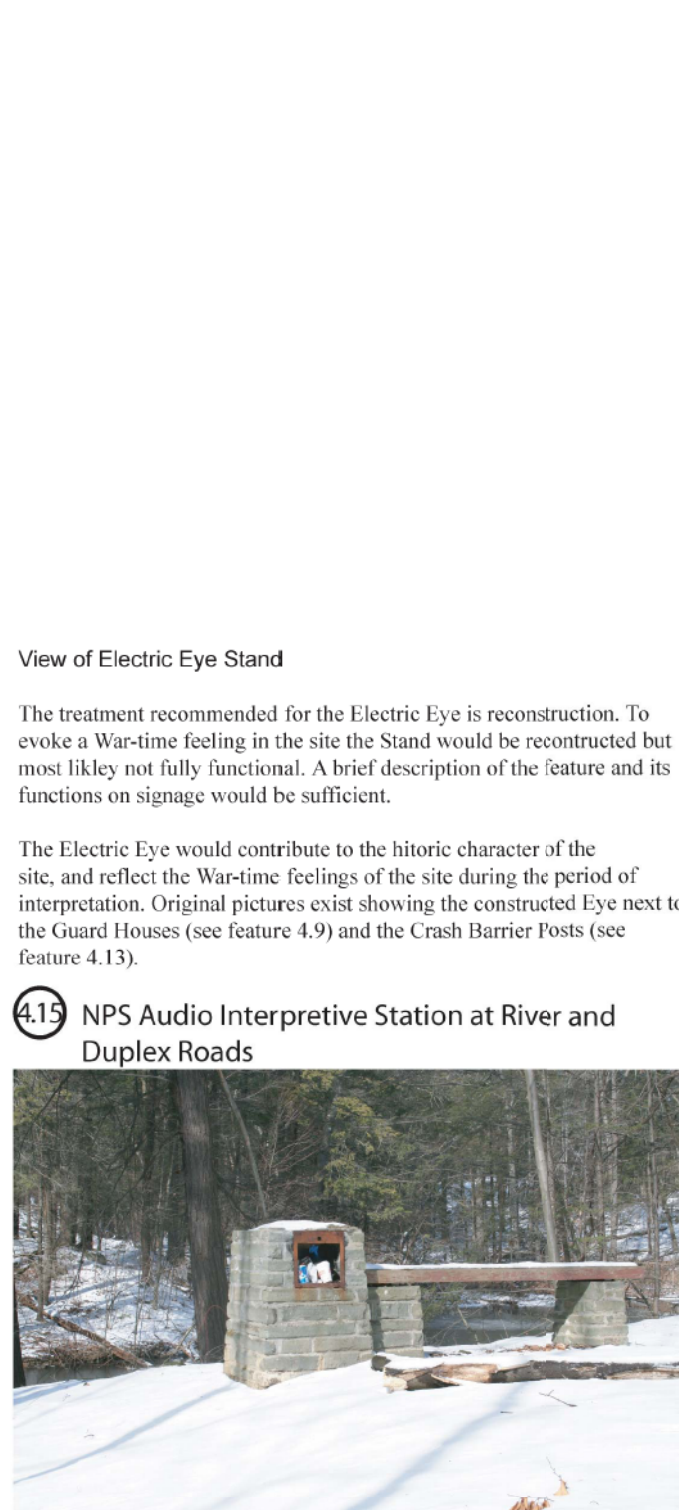 View of Electric Eye Stand
The treatment recommended for the Electric Eye is reconstruction. To
evoke a War-time feeling in the site the Stand would be recontructed but
most likley not fully functional. A brief description of the feature and its
functions on signage would be sufficient.
The Electric Eye would contribute to the hitoric character of the
site, and reflect the War-time feelings of the site during the period of
interpretation. Original pictures exist showing the constructed Eye next to
the Guard Houses (see feature 4.9) and the Crash Barrier Posts (see
feature 4.13).
4.15 NPS Audio Interpretive Station at River and
Duplex Roads